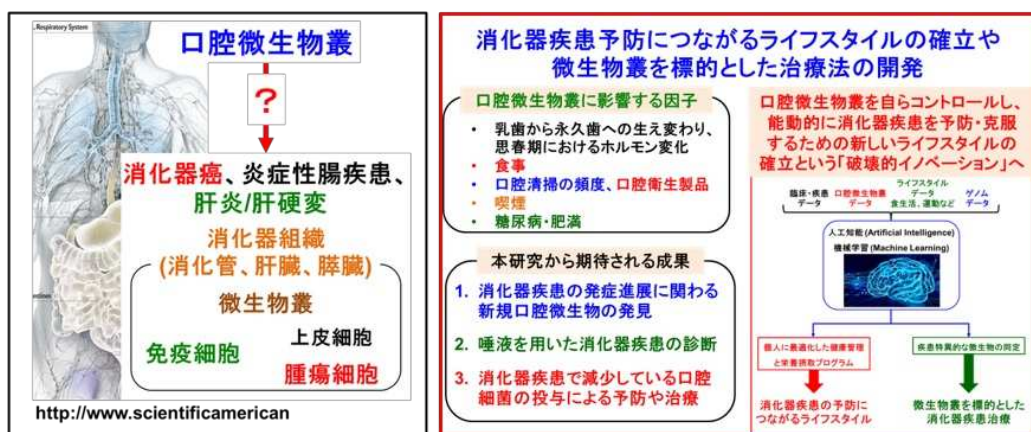 Respiratory System
口腔微生物叢
?
消化器癌、炎症性腸疾患、
肝炎/肝硬変
消化器組織
(消化管、肝臓、膵臓)
微生物叢
上皮細胞
免疫細胞
腫瘍細胞
http://www.scientificamerican
消化器疾患予防につながるライフスタイルの確立や
微生物叢を標的とした治療法の開発
口腔微生物叢に影響する因子
• 乳歯から永久歯への生え変わり、
思春期におけるホルモン変化
• 食事
• 口腔清掃の頻度、口腔衛生製品
• 喫煙
• 糖尿病・肥満
本研究から期待される成果
1. 消化器疾患の発症進展に関わる
新規口腔微生物の発見
2. 唾液を用いた消化器疾患の診断
3. 消化器疾患で減少している口腔
細菌の投与による予防や治療
口腔微生物叢を自らコントロールし、
能動的に消化器疾患を予防・克服
するための新しいライフスタイルの
確立という「破壊的イノベーション」へ
臨床・疾患
データ
口腔微生物叢
データ
ライフスタイル
データ
食生活、運動など
ゲノム
データ
人工知能 (Artificial Intelligence)
機械学習 (Machine Learning)
個人に最適化した健康管理
と栄養摂取プログラム
疾患特異的な微生物の同定
消化器疾患の予防に
つながるライフスタイル
微生物叢を標的とした
消化器疾患治療